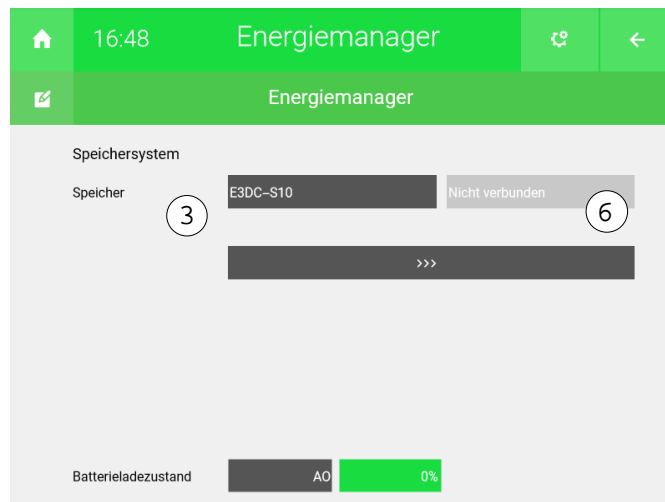 16:48 Energiemanager
Energiemanager
Speichersystem
Speicher E3DC–S10 Nicht verbunden
3 6
>>>
Batterieladezustand AO 0%